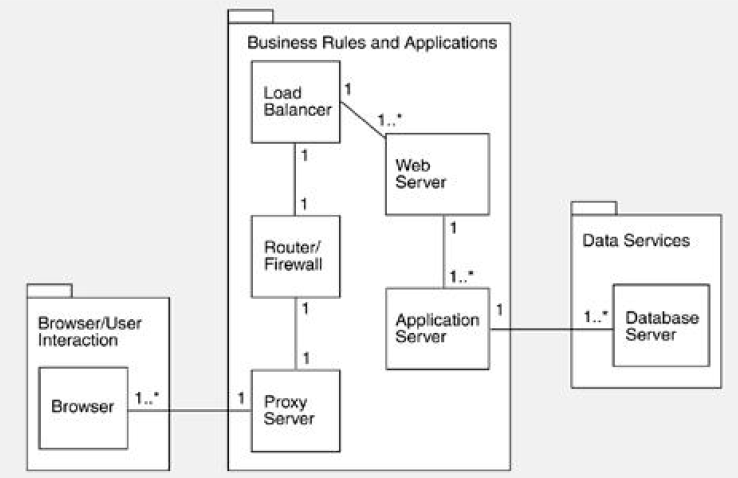 Business Rules and Applications
Load
Balancer
1
1..*
Web
Server
1
1
Router/
Firewall
1
1..*
Application
Server
1
1
1
Proxy
Server
Data Services
1..*
Database
Server
Browser/User
Interaction
Browser
1..*
1